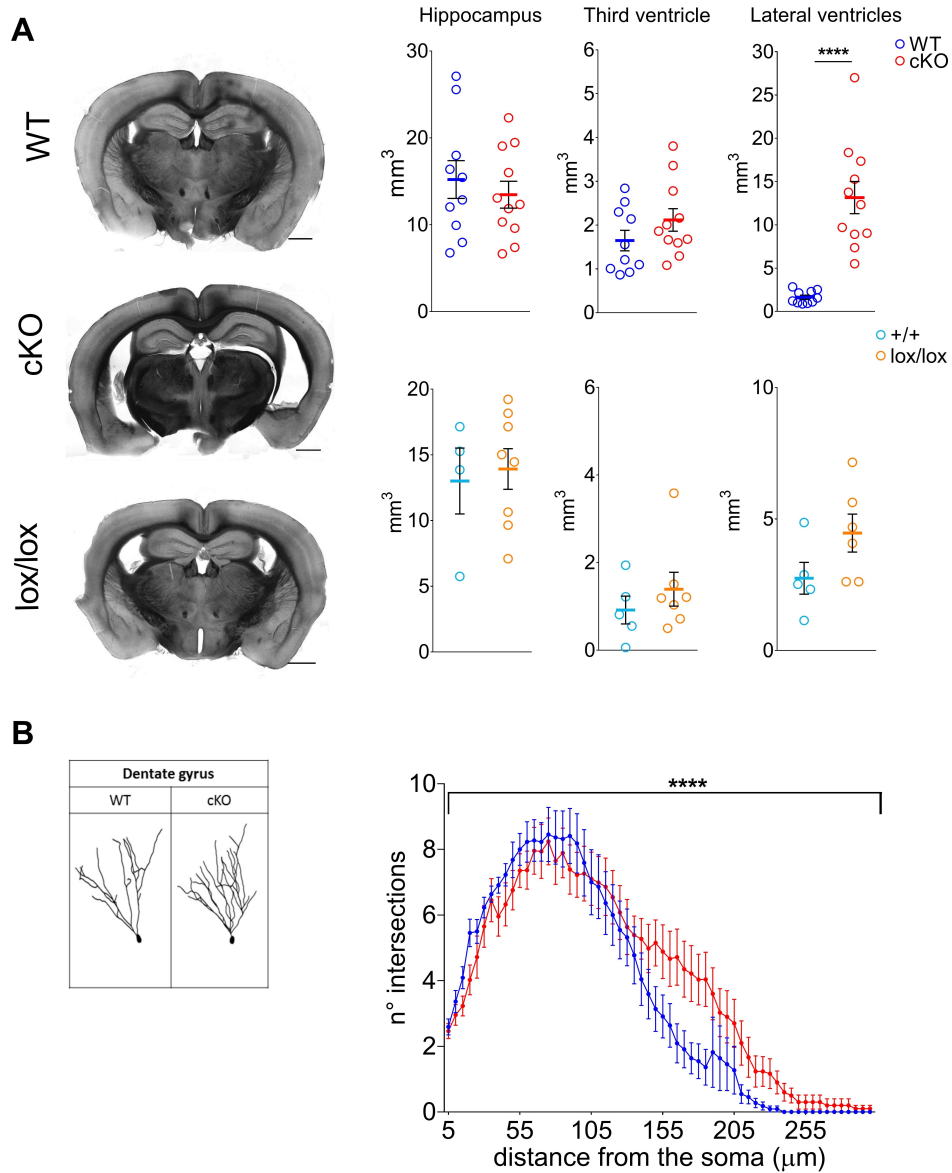 A
Hippocampus
Third ventricle
Lateral ventricles
WT
cKO
WT
30
20
10
0
mm³
6
5
4
3
2
1
0
mm³
30
25
20
15
10
5
0
mm³
****
cKO
+/+
lox/lox
lox/lox
20
15
10
5
0
mm³
6
4
2
0
mm³
10
5
0
mm³
B
Dentate gyrus
WT
cKO
****
10
8
6
4
2
0
n° intersections
5 55 105 155 205 255
distance from the soma (μm)